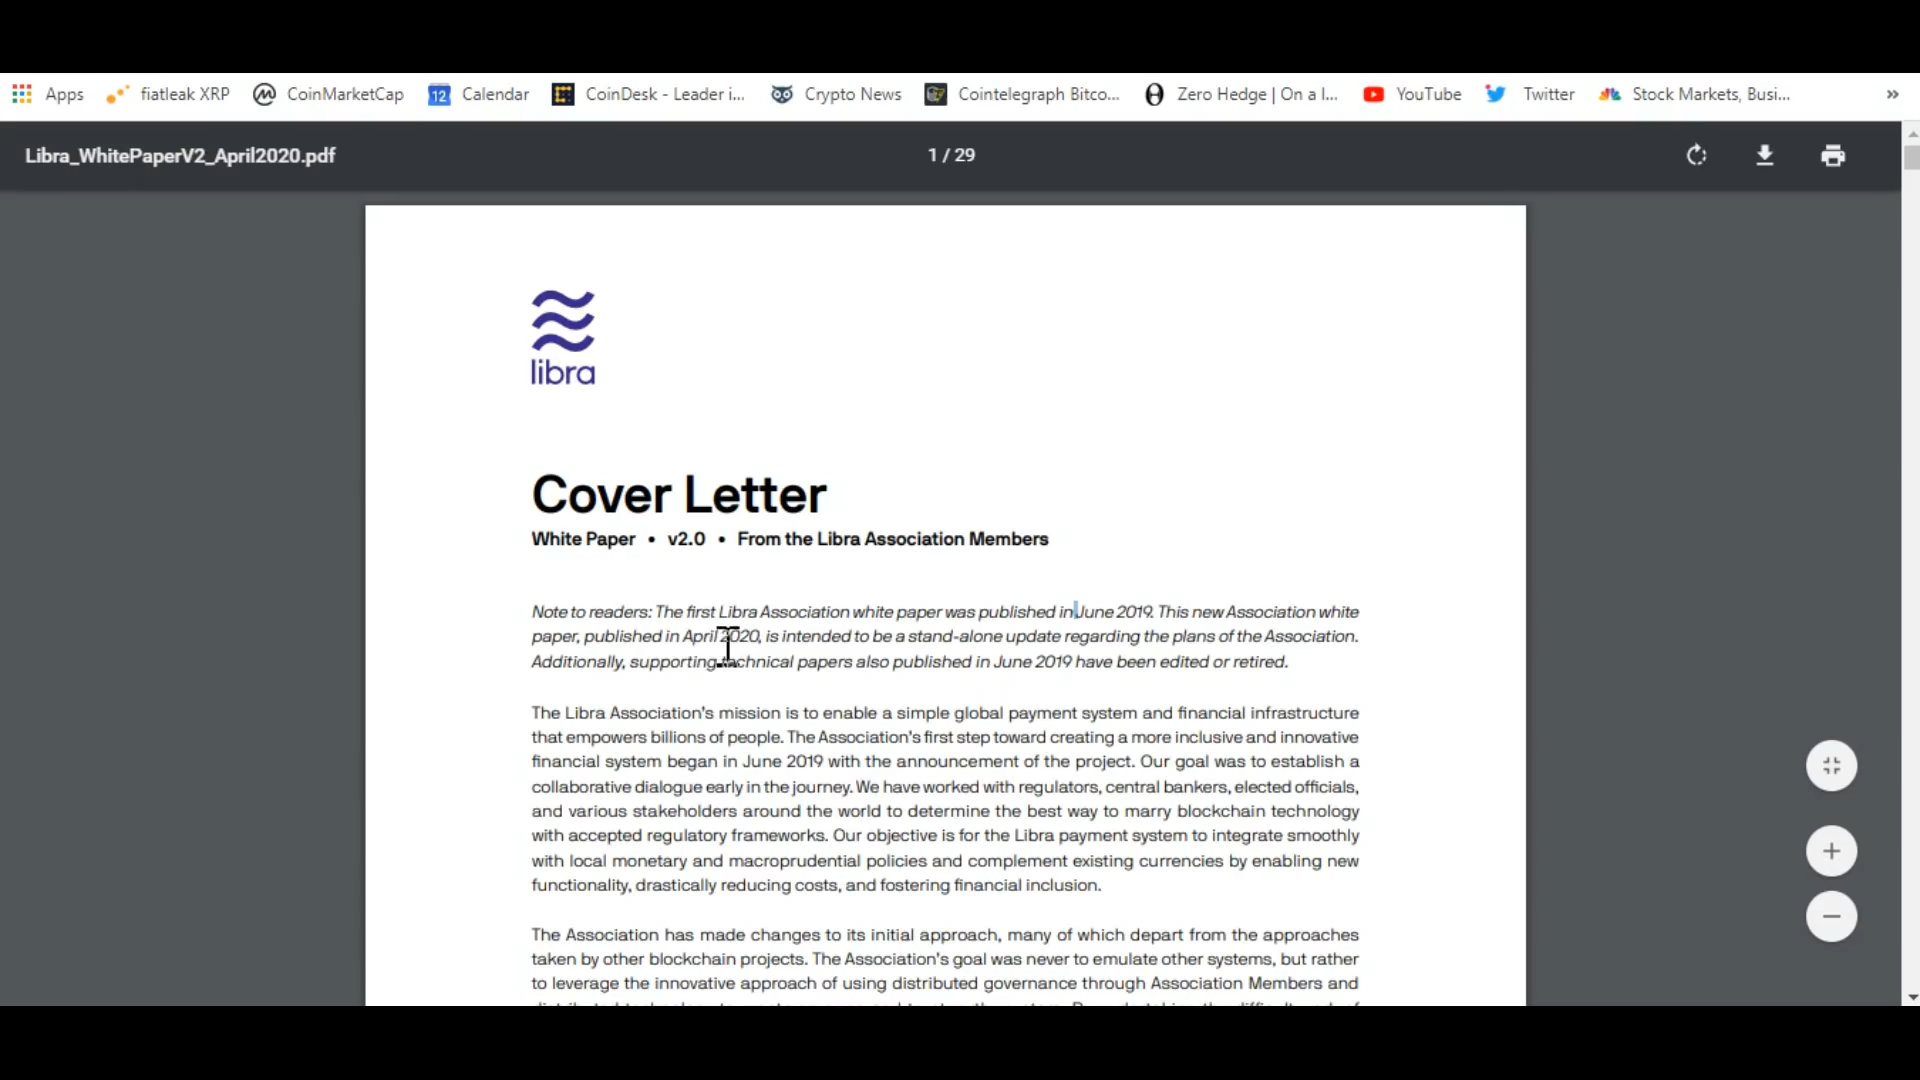 Apps fiatleak XRP CoinMarketCap 12 Calendar CoinDesk - Leader i... Crypto News Cointelegraph Bitco... Zero Hedge | On a l... YouTube Twitter Stock Markets, Busi... »
Libra_WhitePaperV2_April2020.pdf 1 / 29
libra
Cover Letter
White Paper • v2.0 • From the Libra Association Members
Note to readers: The first Libra Association white paper was published in June 2019. This new Association white
paper, published in April 2020, is intended to be a stand-alone update regarding the plans of the Association.
Additionally, supporting technical papers also published in June 2019 have been edited or retired.
The Libra Association's mission is to enable a simple global payment system and financial infrastructure
that empowers billions of people. The Association's first step toward creating a more inclusive and innovative
financial system began in June 2019 with the announcement of the project. Our goal was to establish a
collaborative dialogue early in the journey. We have worked with regulators, central bankers, elected officials,
and various stakeholders around the world to determine the best way to marry blockchain technology
with accepted regulatory frameworks. Our objective is for the Libra payment system to integrate smoothly
with local monetary and macroprudential policies and complement existing currencies by enabling new
functionality, drastically reducing costs, and fostering financial inclusion.
The Association has made changes to its initial approach, many of which depart from the approaches
taken by other blockchain projects. The Association's goal was never to emulate other systems, but rather
to leverage the innovative approach of using distributed governance through Association Members and